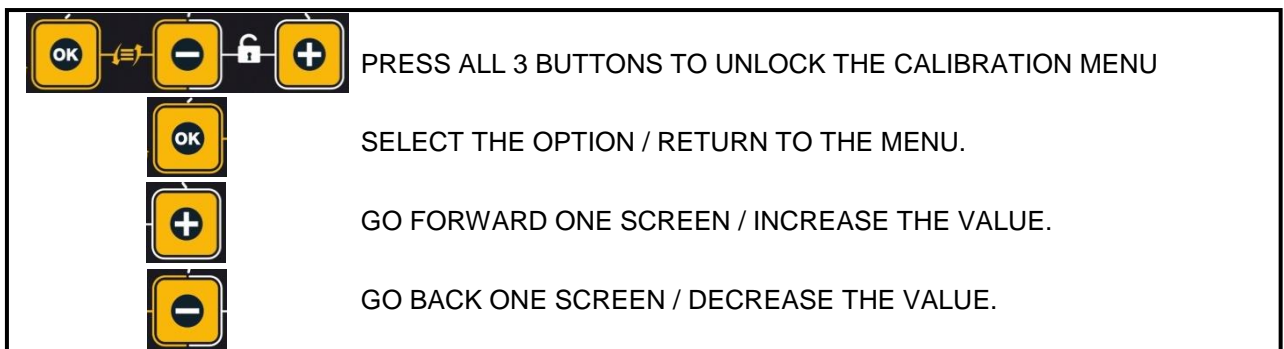 OK PRESS ALL 3 BUTTONS TO UNLOCK THE CALIBRATION MENU
OK SELECT THE OPTION / RETURN TO THE MENU.
GO FORWARD ONE SCREEN / INCREASE THE VALUE.
GO BACK ONE SCREEN / DECREASE THE VALUE.